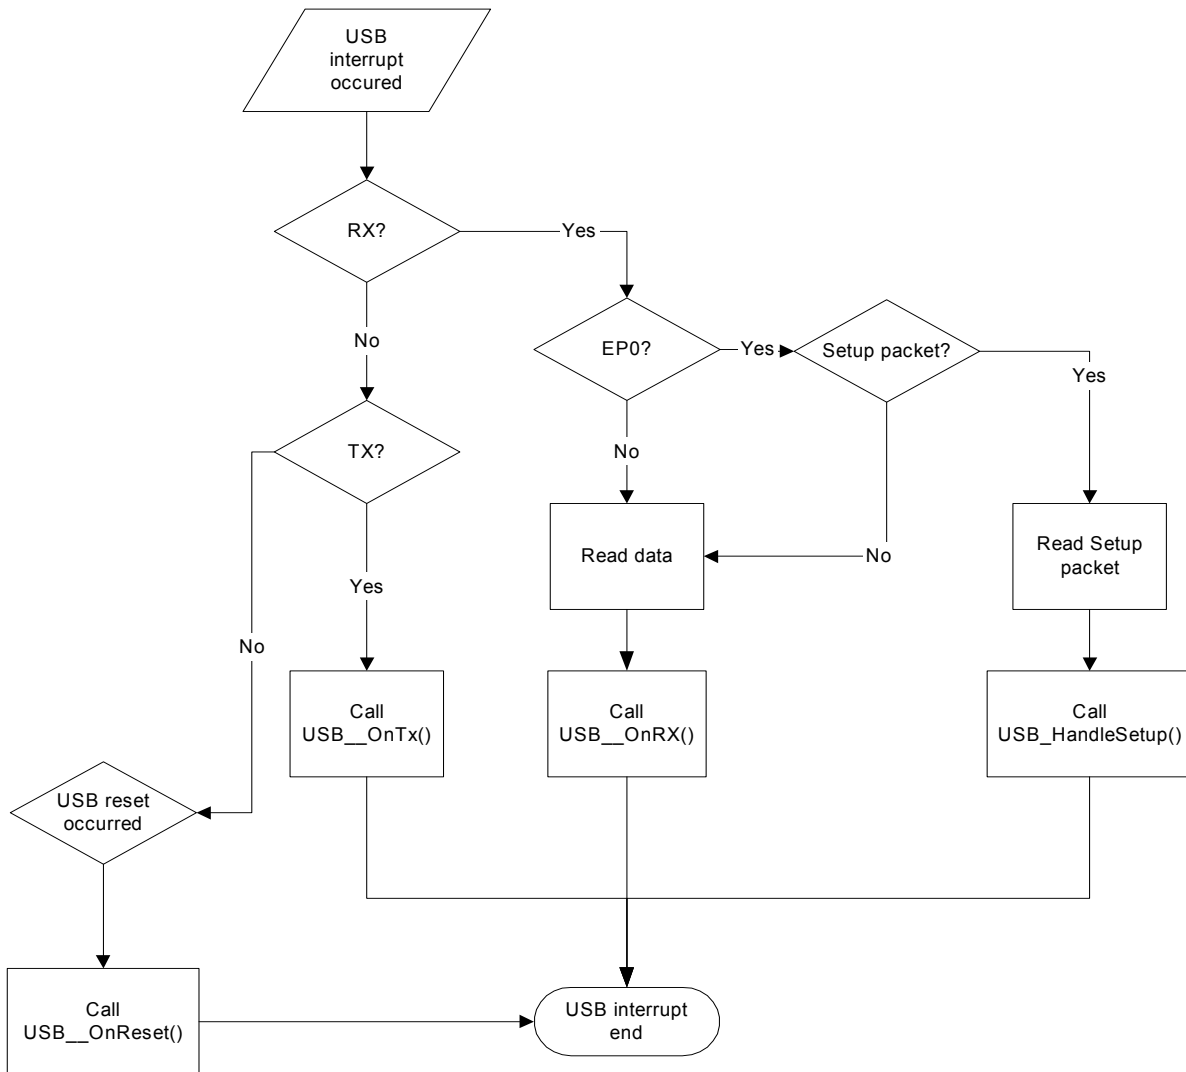 USB
interrupt
occured
RX?
Yes
No
EP0?
Yes
Setup packet?
Yes
TX?
No
Read data
No
Read Setup
packet
Yes
No
Call
USB__OnTx()
Call
USB__OnRX()
Call
USB_HandleSetup()
USB reset
occurred
Call
USB__OnReset()
USB interrupt
end